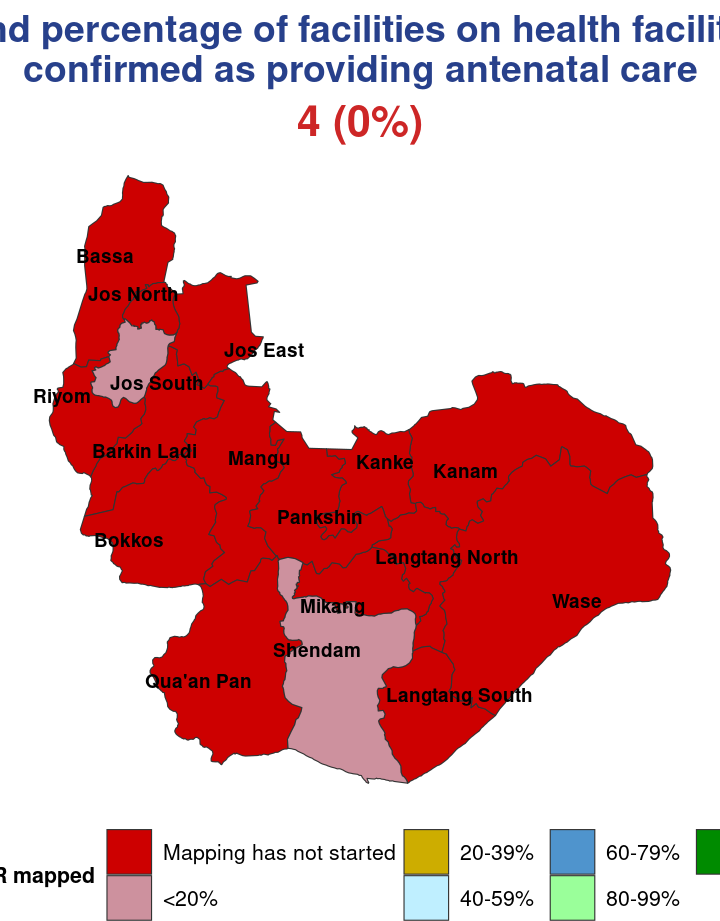 percentage of facilities on health
confirmed as providing antenatal care
4 (0%)
Bassa
Jos North
Jos East
Jos South
Riyom
Barkin Ladi
Mangu
Kanke
Kanam
Pankshin
Bokkos
Langtang North
Wase
Mikang
Shendam
Qua'an Pan
Langtang South
R mapped
Mapping has not started
20-39%
60-79%
<20%
40-59%
80-99%